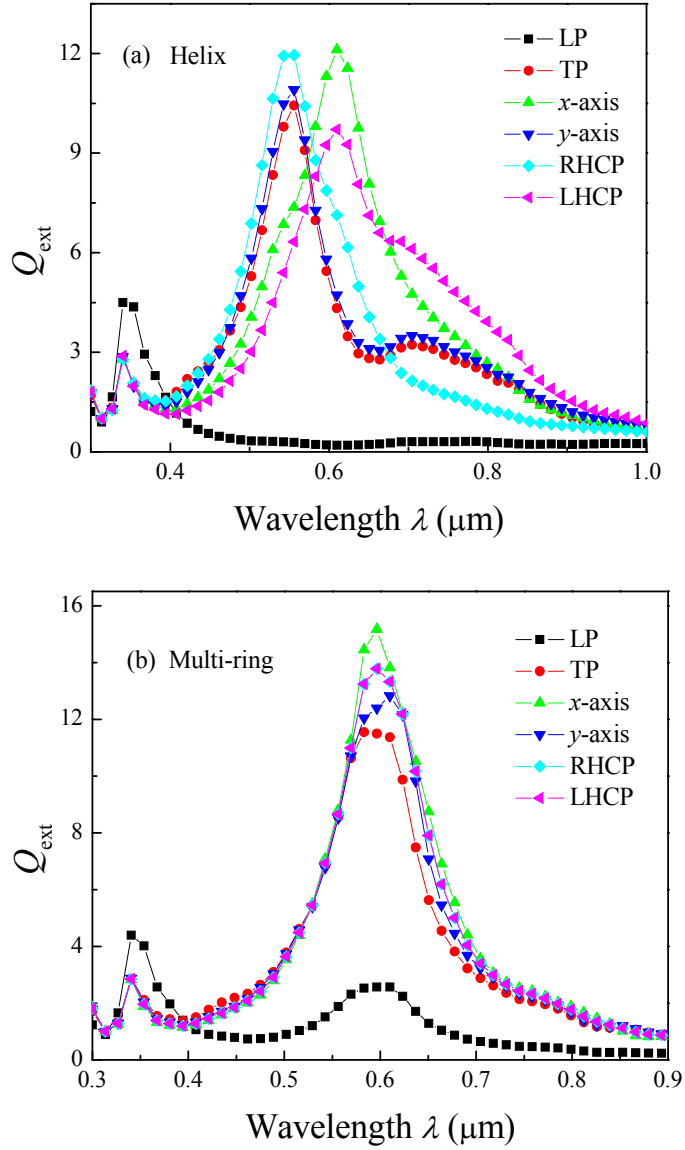 (a) Helix
LP
TP
x-axis
y-axis
RHCP
LHCP
12
9
6
3
0
Qext
0.4 0.6 0.8 1.0
Wavelength λ (μm)
(b) Multi-ring
LP
TP
x-axis
y-axis
RHCP
LHCP
16
12
8
4
0
Qext
0.3 0.4 0.5 0.6 0.7 0.8 0.9
Wavelength λ (μm)